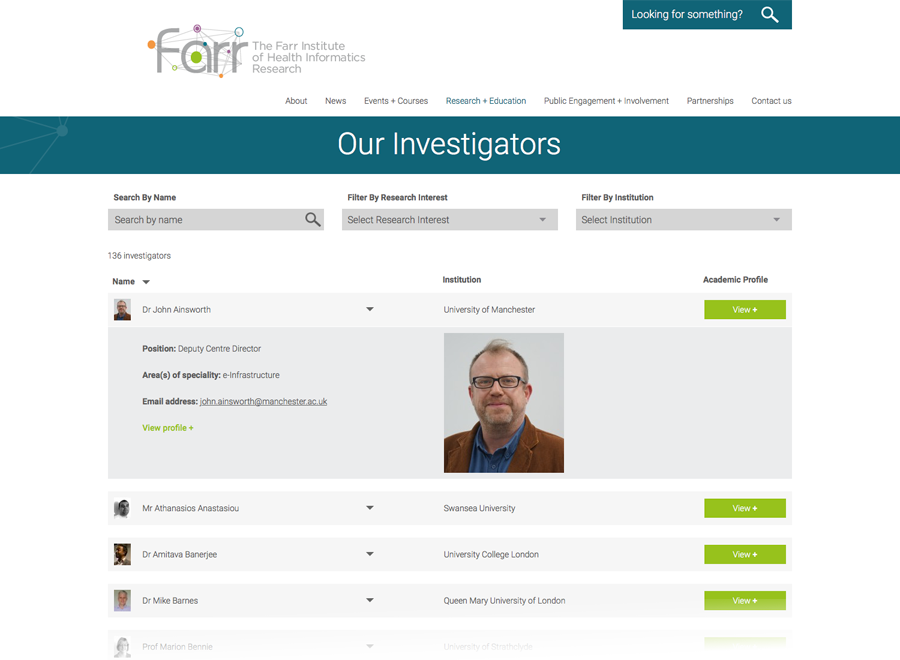 Looking for something?
Farr
The Farr Institute
of Health Informatics
Research
About News Events + Courses Research + Education Public Engagement + Involvement Partnerships Contact us
Our Investigators
Search By Name Filter By Research Interest Filter By Institution
Search by name Select Research Interest Select Institution
136 investigators
Name Institution Academic Profile
Dr John Ainsworth University of Manchester View +
Position: Deputy Centre Director
Area(s) of speciality: e-Infrastructure
Email address: john.ainsworth@manchester.ac.uk
View profile +
Mr Athanasios Anastasiou Swansea University View +
Dr Amitava Banerjee University College London View +
Dr Mike Barnes Queen Mary University of London View +
Prof Marion Bennie University of Strathclyde View +